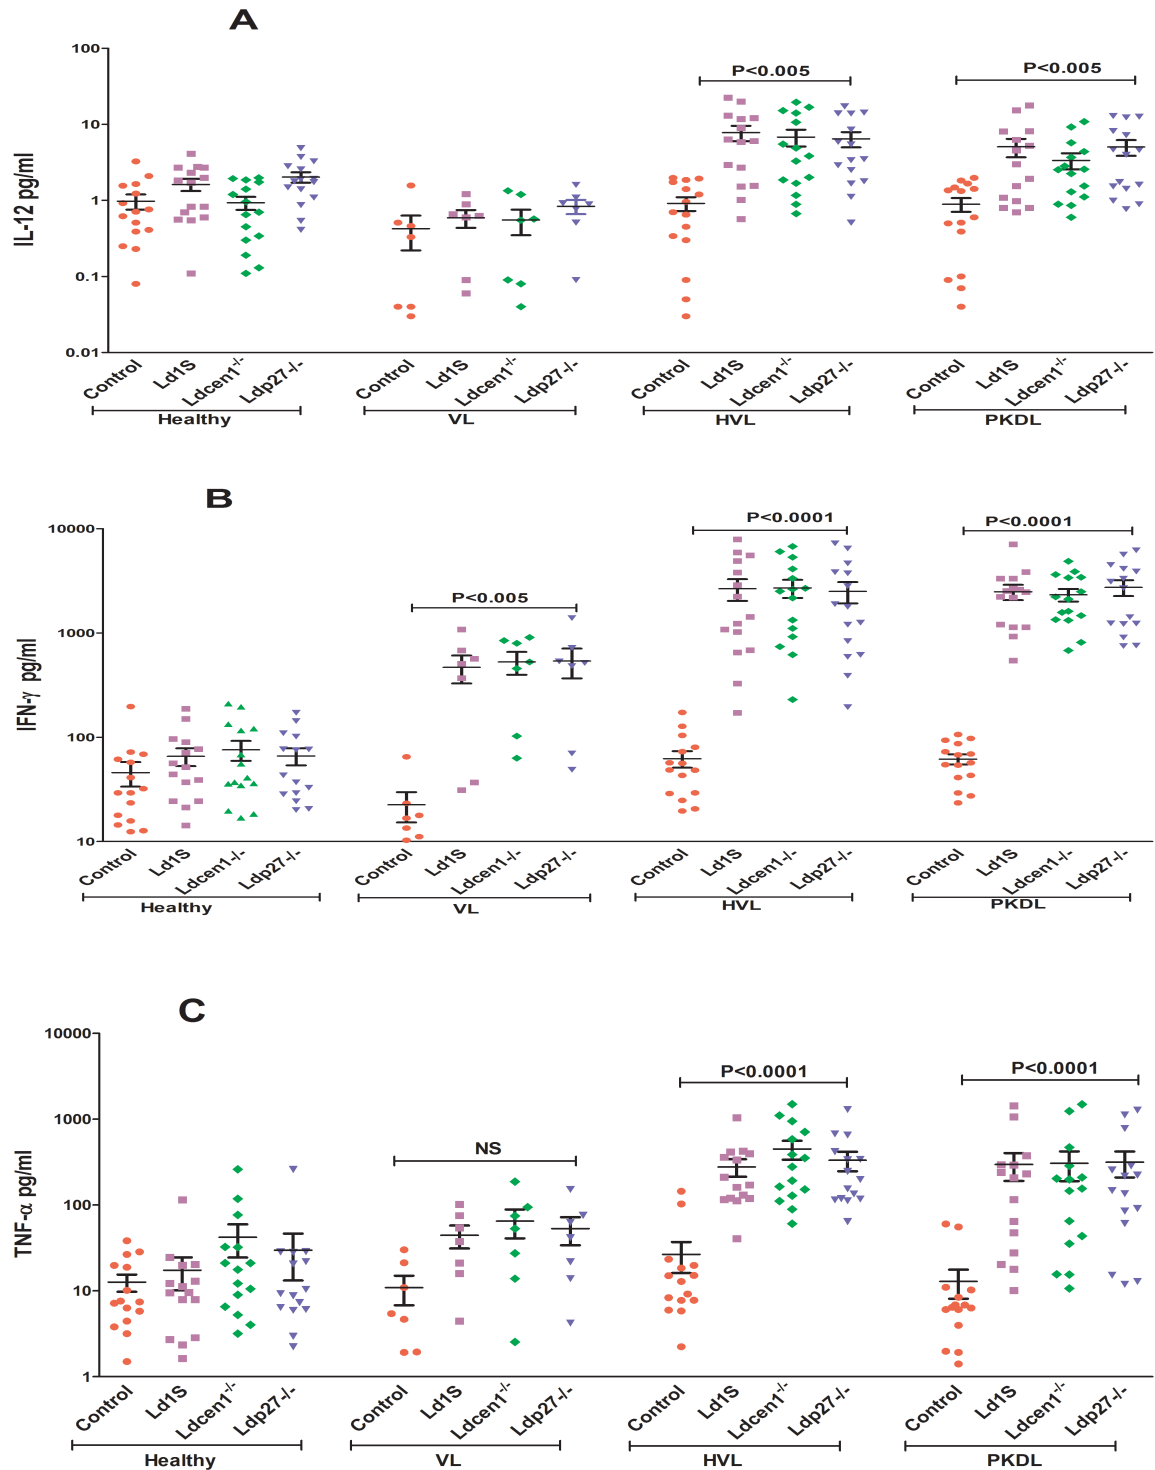 A
100
10
1
0.1
0.01
IL-12 pg/ml
P<0.005
P<0.005
Control
Ld1S
Ldcen1-/-
Ldp27-/-
Healthy
Control
Ld1S
Ldcen1-/-
Ldp27-/-
VL
Control
Ld1S
Ldcen1-/-
Ldp27-/-
HVL
Control
Ld1S
Ldcen1-/-
Ldp27-/-
PKDL
B
10000
1000
100
10
IFN-γ pg/ml
P<0.005
P<0.0001
P<0.0001
Control
Ld1S
Ldcen1-/-
Ldp27-/-
Healthy
Control
Ld1S
Ldcen1-/-
Ldp27-/-
VL
Control
Ld1S
Ldcen1-/-
Ldp27-/-
HVL
Control
Ld1S
Ldcen1-/-
Ldp27-/-
PKDL
C
10000
1000
100
10
1
TNF-α pg/ml
NS
P<0.0001
P<0.0001
Control
Ld1S
Ldcen1-/-
Ldp27-/-
Healthy
Control
Ld1S
Ldcen1-/-
Ldp27-/-
VL
Control
Ld1S
Ldcen1-/-
Ldp27-/-
HVL
Control
Ld1S
Ldcen1-/-
Ldp27-/-
PKDL